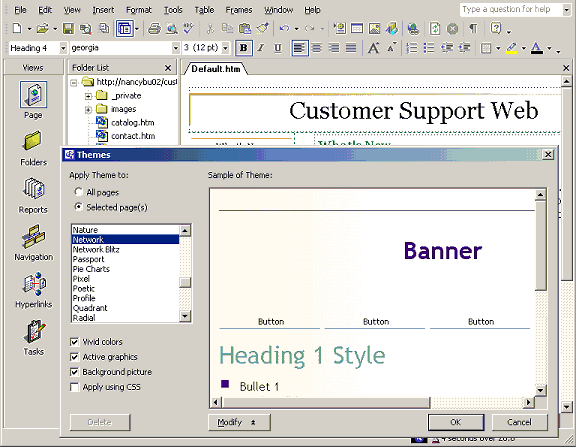 File Edit View Insert Format Tools Table Frames Window Help Type a question for help
Heading 4 georgia 3 (12 pt) B I U
Views Folder List Default.htm
http://nancybu02/cust
_private
images
catalog.htm
contact.htm
Customer Support Web
What's New
Page
Folders
Reports
Navigation
Hyperlinks
Tasks
Themes
Apply Theme to:
All pages
Selected page(s)
Nature
Network
Network Blitz
Passport
Pie Charts
Pixel
Poetic
Profile
Quadrant
Radial
Vivid colors
Active graphics
Background picture
Apply using CSS
Delete
Sample of Theme:
Banner
Button Button Button
Heading 1 Style
Bullet 1
Modify OK Cancel
4 seconds over 28.8